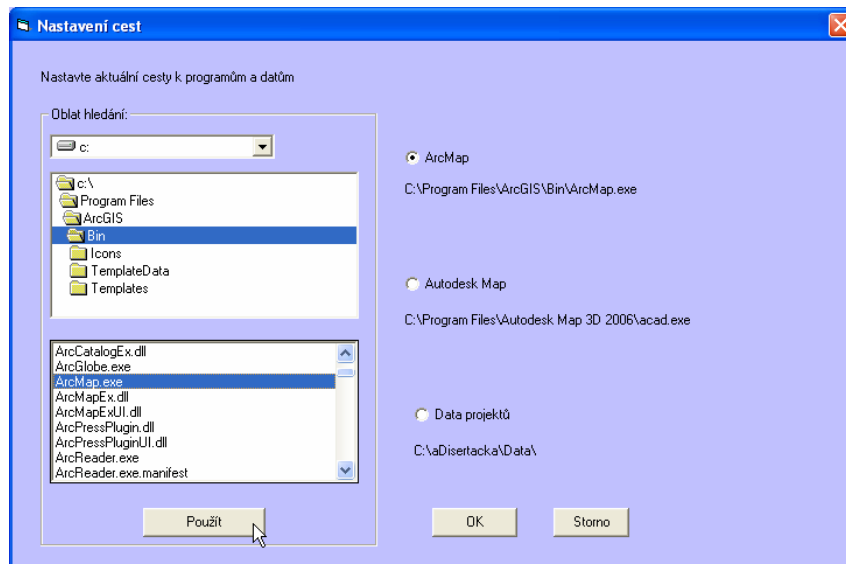 Nastavení cest
Nastavte aktuální cesty k programům a datům
Oblat hledání:
c:
c:\
Program Files
ArcGIS
Bin
Icons
TemplateData
Templates
ArcCatalogEx.dll
ArcGlobe.exe
ArcMap.exe
ArcMapEx.dll
ArcMapExUI.dll
ArcPressPlugin.dll
ArcPressPluginUI.dll
ArcReader.exe
ArcReader.exe.manifest
Použít
ArcMap
C:\Program Files\ArcGIS\Bin\ArcMap.exe
Autodesk Map
C:\Program Files\Autodesk Map 3D 2006\acad.exe
Data projektů
C:\aDisertacka\Data\
OK
Storno